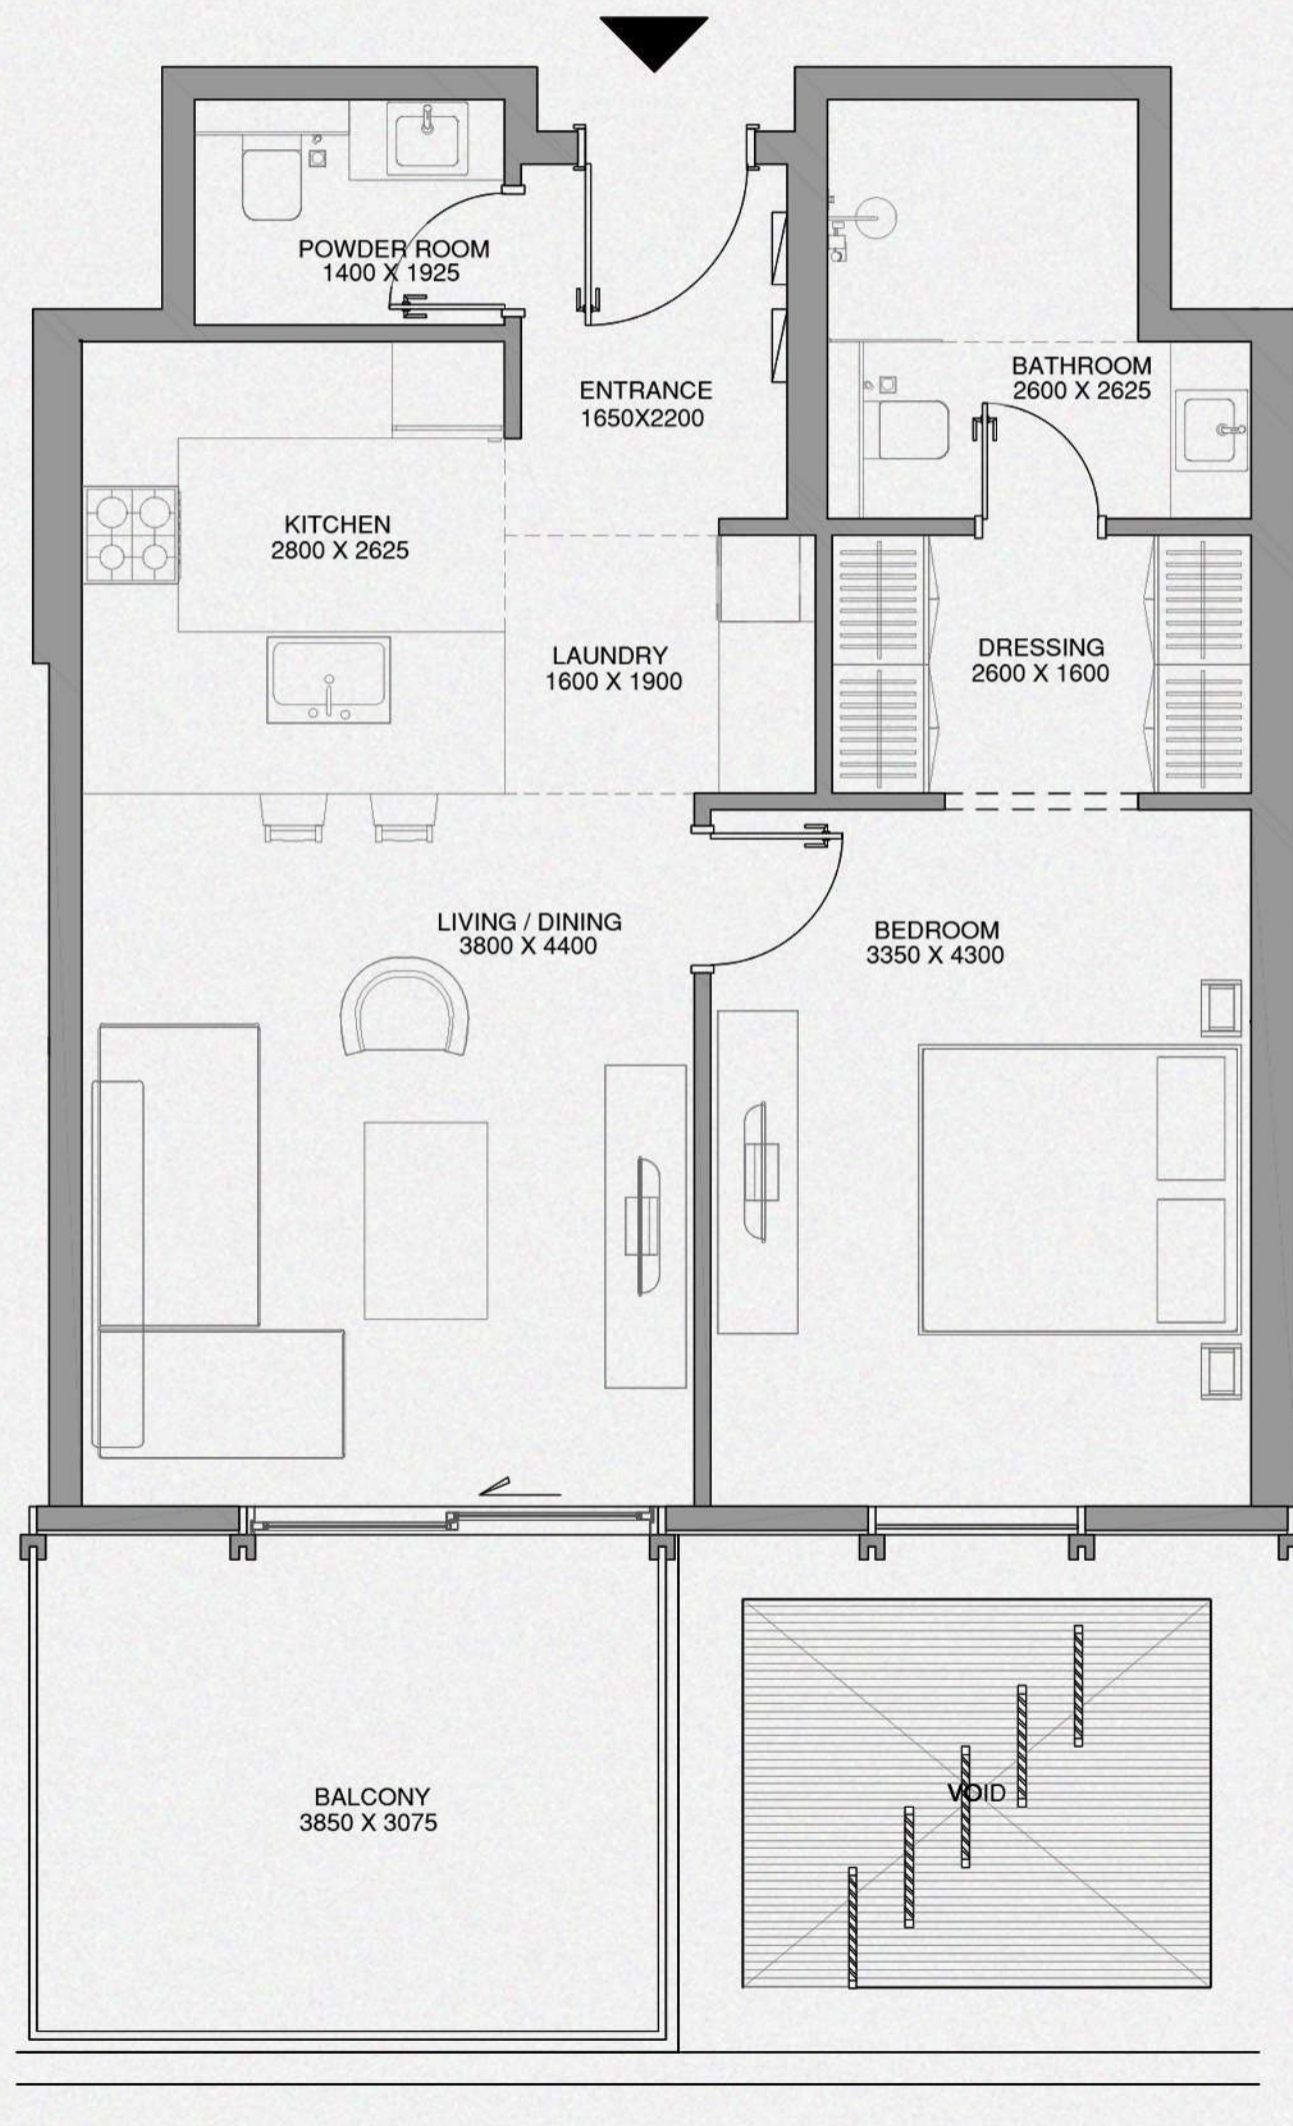 POWDER ROOM
1400 X 1925
ENTRANCE
1650X2200
BATHROOM
2600 X 2625
KITCHEN
2800 X 2625
LAUNDRY
1600 X 1900
DRESSING
2600 X 1600
LIVING / DINING
3800 X 4400
BEDROOM
3350 X 4300
BALCONY
3850 X 3075
VOID